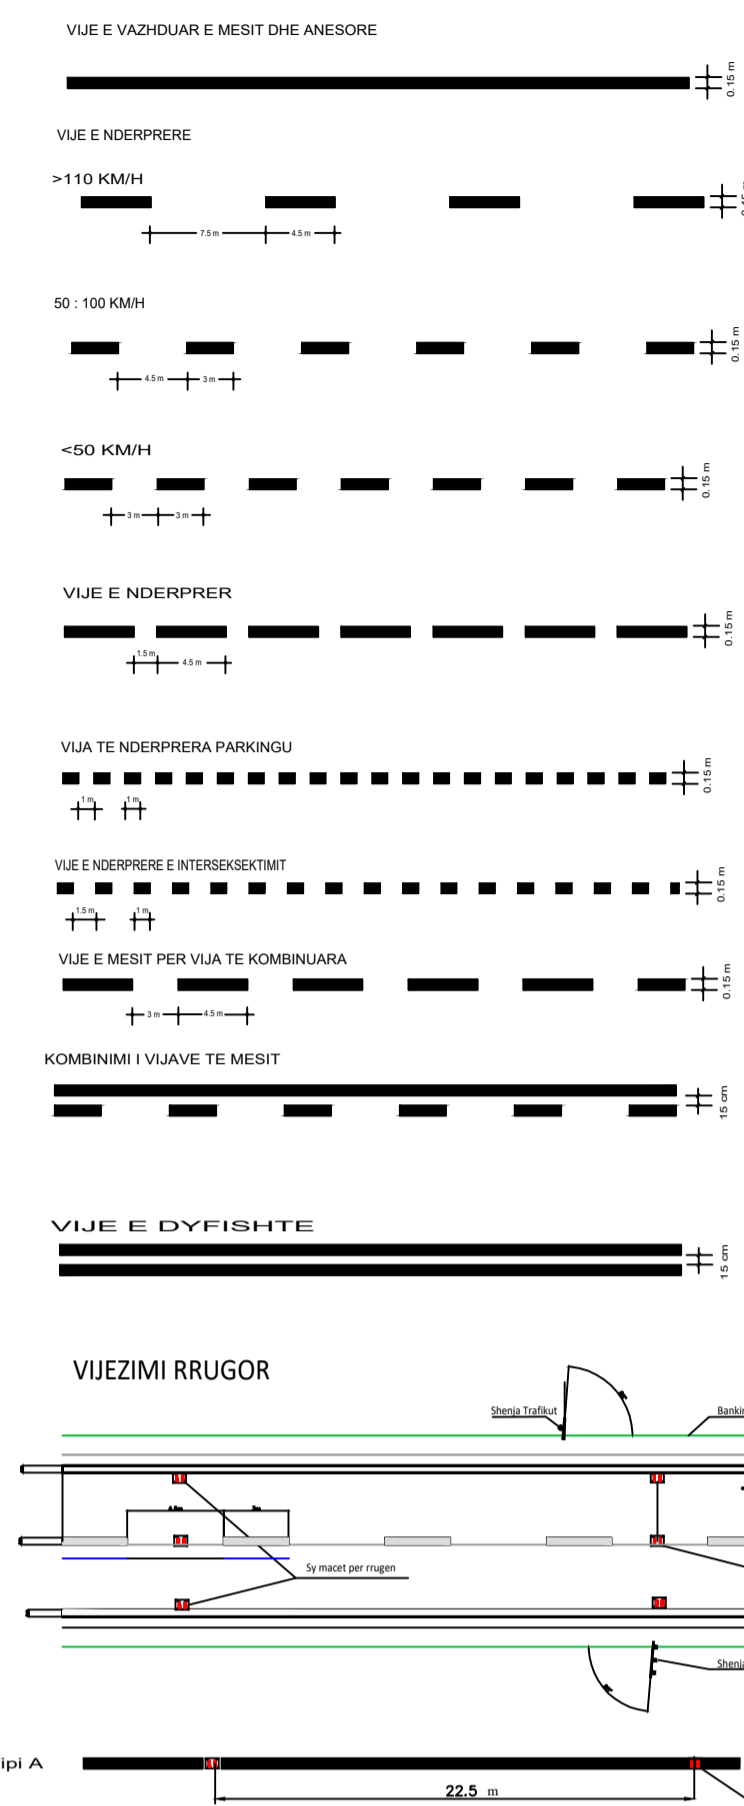 VIJE E VAZHDUAR E MESIT DHE ANESORE
0.15 m
VIJE E NDERPRERE
>110 KM/H
7.5 m 4.5 m
50 : 100 KM/H
0.15 m
4.5 m 3 m
<50 KM/H
0.15 m
3 m 3 m
VIJE E NDERPRER
0.15 m
1.5 m 4.5 m
VIJA TE NDERPRERA PARKINGU
0.15 m
1 m 1 m
VIJE E NDERPRERE E INTERSEKSEKTIMIT
0.15 m
1.5 m 1 m
VIJE E MESIT PER VIJA TE KOMBINUARA
0.15 m
3 m 4.5 m
KOMBINIMI I VIJAVE TE MESIT
15 cm
VIJE E DYFISHTE
15 cm
VIJEZIMI RRUGOR
Shenja Trafikut
Sy macet per rrugen
ipi A
22.5 m